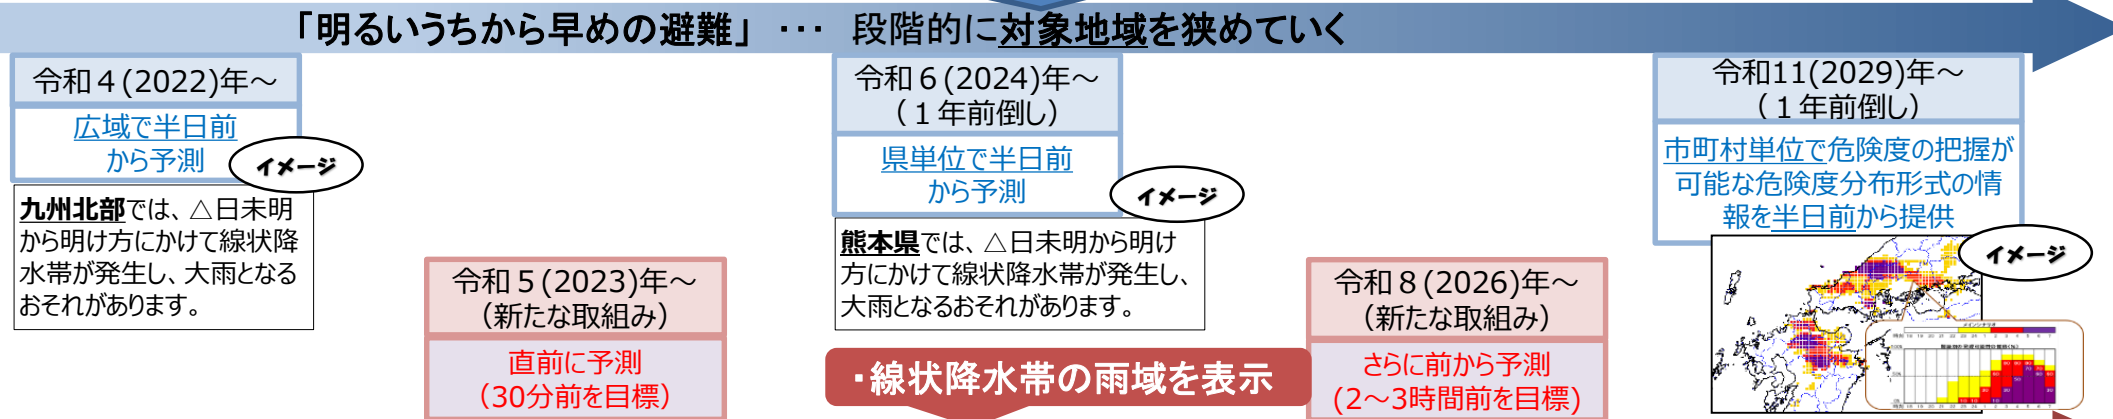 「明るいうちから早めの避難」 ・・・ 段階的に対象地域を狭めていく
令和４(2022)年～
広域で半日前
から予測
イメージ
九州北部では、△日未明
から明け方にかけて線状降
水帯が発生し、大雨となる
おそれがあります。
令和５(2023)年～
（新たな取組み）
直前に予測
（30分前を目標）
令和６(2024)年～
（１年前倒し）
県単位で半日前
から予測
イメージ
熊本県では、△日未明から明け
方にかけて線状降水帯が発生し、
大雨となるおそれがあります。
・線状降水帯の雨域を表示
令和８(2026)年～
（新たな取組み）
さらに前から予測
(2～3時間前を目標)
令和11(2029)年～
（１年前倒し）
市町村単位で危険度の把握が
可能な危険度分布形式の情
報を半日前から提供
イメージ